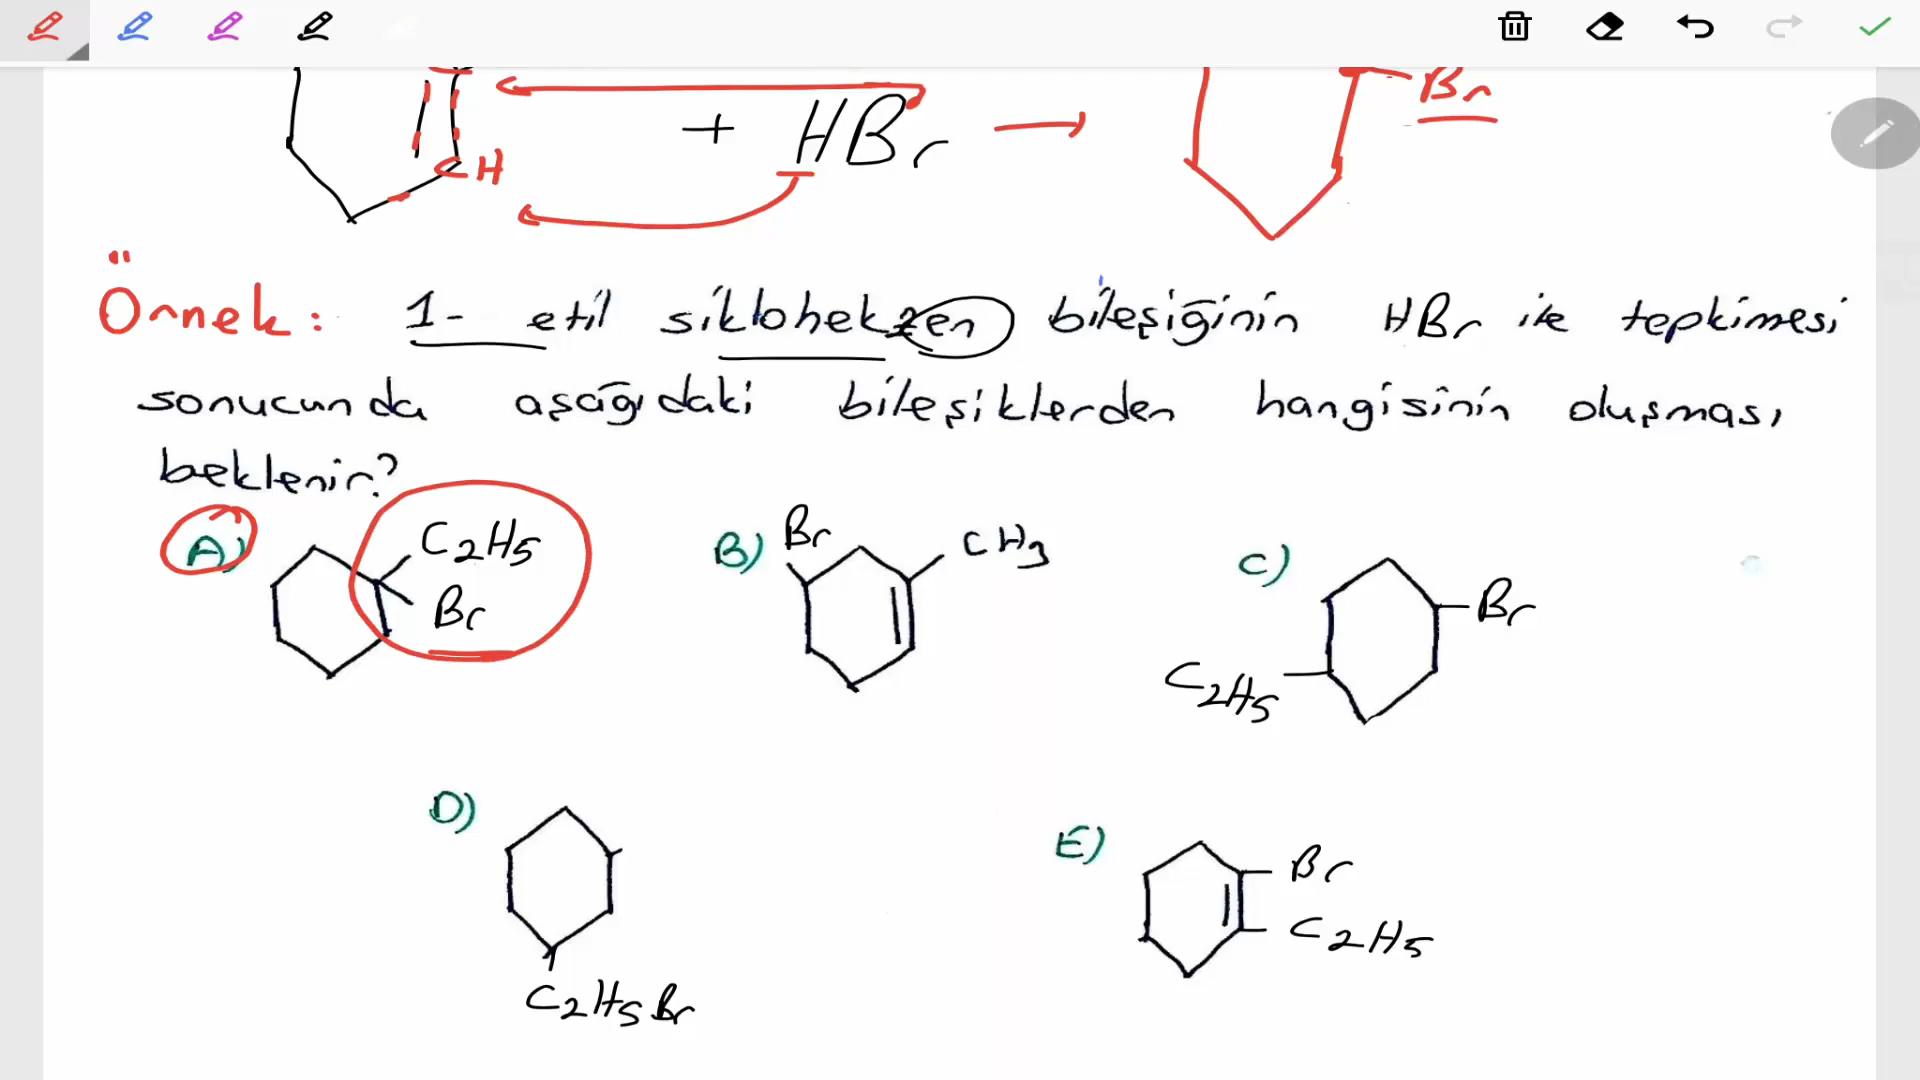 Br
+ HBr
H
Örnek: 1- etil siklohekzen bileşiğinin HBr ile tepkimesi
sonucunda aşağıdaki bileşiklerden hangisinin oluşması
beklenir?
A) C2H5
Br
B) Br
CH3
C) Br
C2H5
D)
C2H5Br
E) Br
C2H5